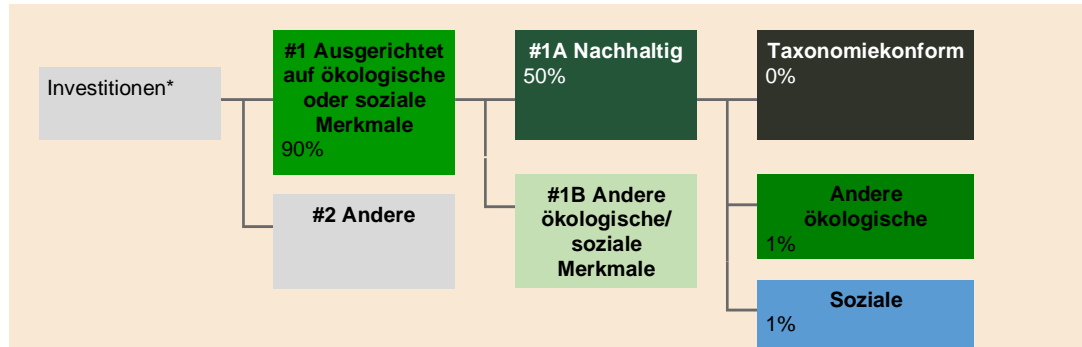 Investitionen*
#1 Ausgerichtet
auf ökologische
oder soziale
Merkmale
90%
#2 Andere
#1A Nachhaltig
50%
#1B Andere
ökologische/
soziale
Merkmale
Taxonomiekonform
0%
Andere
ökologische
1%
Soziale
1%